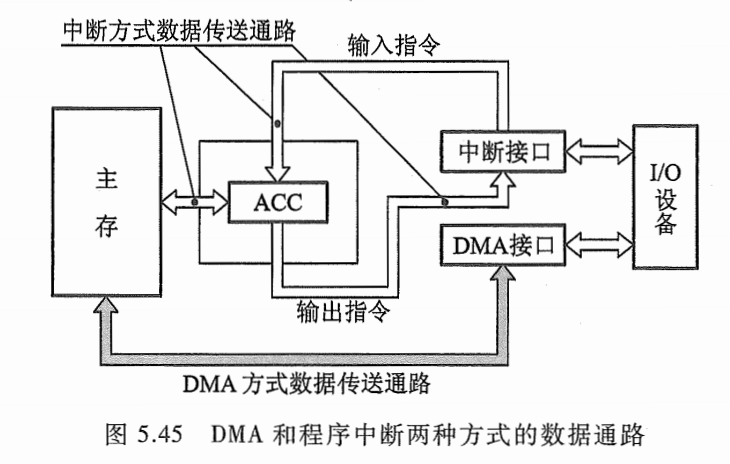 中断方式数据传送通路
输入指令
主
存
ACC
中断接口
DMA接口
I/O
设
备
输出指令
DMA 方式数据传送通路
图 5.45 DMA 和程序中断两种方式的数据通路